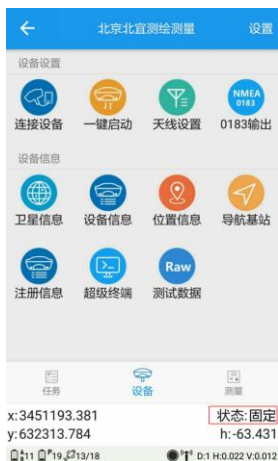 北京北宜测绘测量 设置
设备设置
连接设备 一键启动 天线设置 NMEA 0183 0183输出
设备信息
卫星信息 设备信息 位置信息 导航基站
注册信息 超级终端 Raw 测试数据
任务 设备 测量
x:3451193.381 状态:固定
y:632313.784 h:-63.431
11 19 13/18 D:1 H:0.022 V:0.012